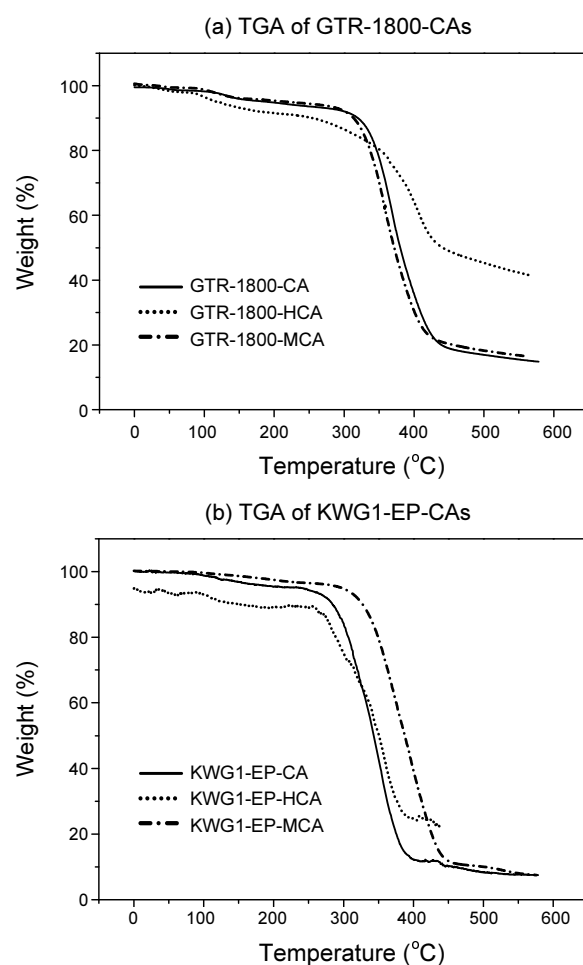 (a) TGA of GTR-1800-CAs
100
80
60
40
20
0
Weight (%)
GTR-1800-CA
GTR-1800-HCA
GTR-1800-MCA
0 100 200 300 400 500 600
Temperature (°C)
(b) TGA of KWG1-EP-CAs
100
80
60
40
20
0
Weight (%)
KWG1-EP-CA
KWG1-EP-HCA
KWG1-EP-MCA
0 100 200 300 400 500 600
Temperature (°C)